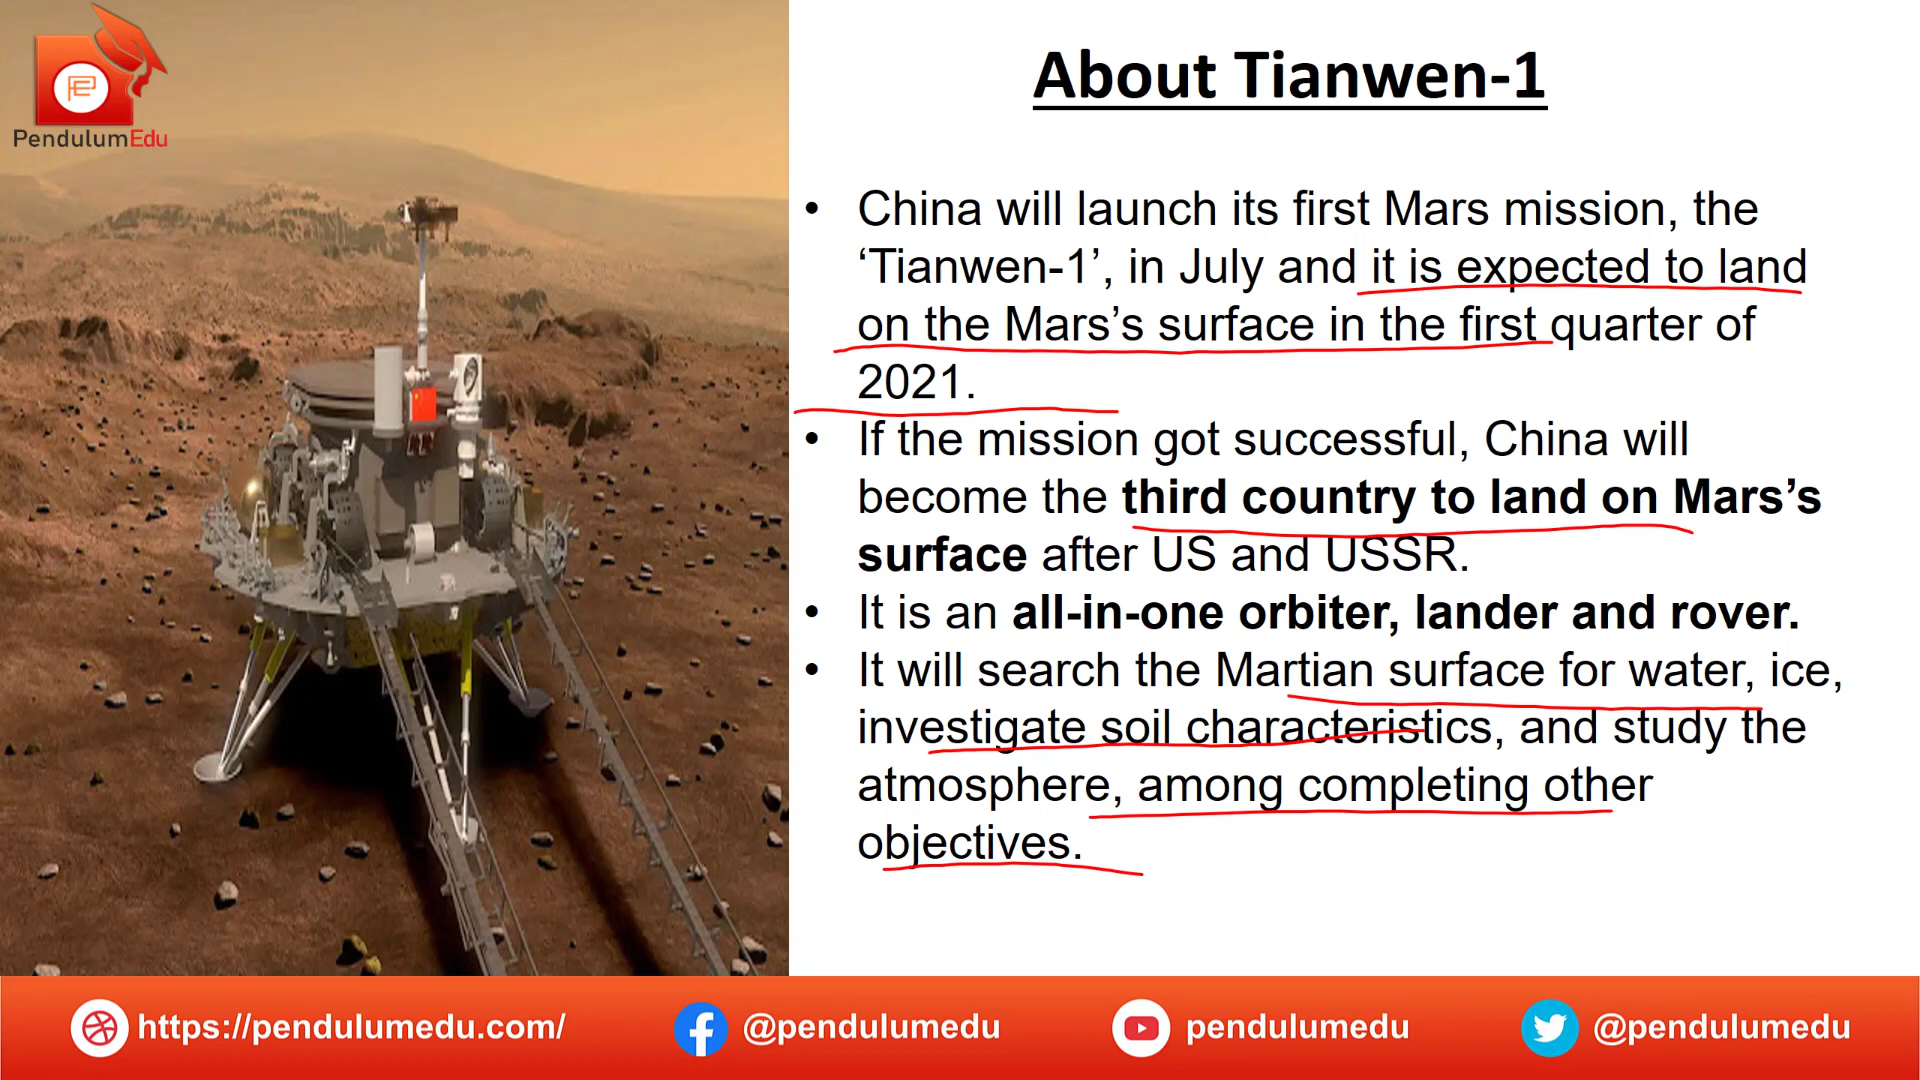 PendulumEdu
About Tianwen-1
• China will launch its first Mars mission, the
‘Tianwen-1’, in July and it is expected to land
on the Mars’s surface in the first quarter of
2021.
• If the mission got successful, China will
become the third country to land on Mars’s
surface after US and USSR.
• It is an all-in-one orbiter, lander and rover.
• It will search the Martian surface for water, ice,
investigate soil characteristics, and study the
atmosphere, among completing other
objectives.
https://pendulumedu.com/
@pendulumedu
pendulumedu
@pendulumedu